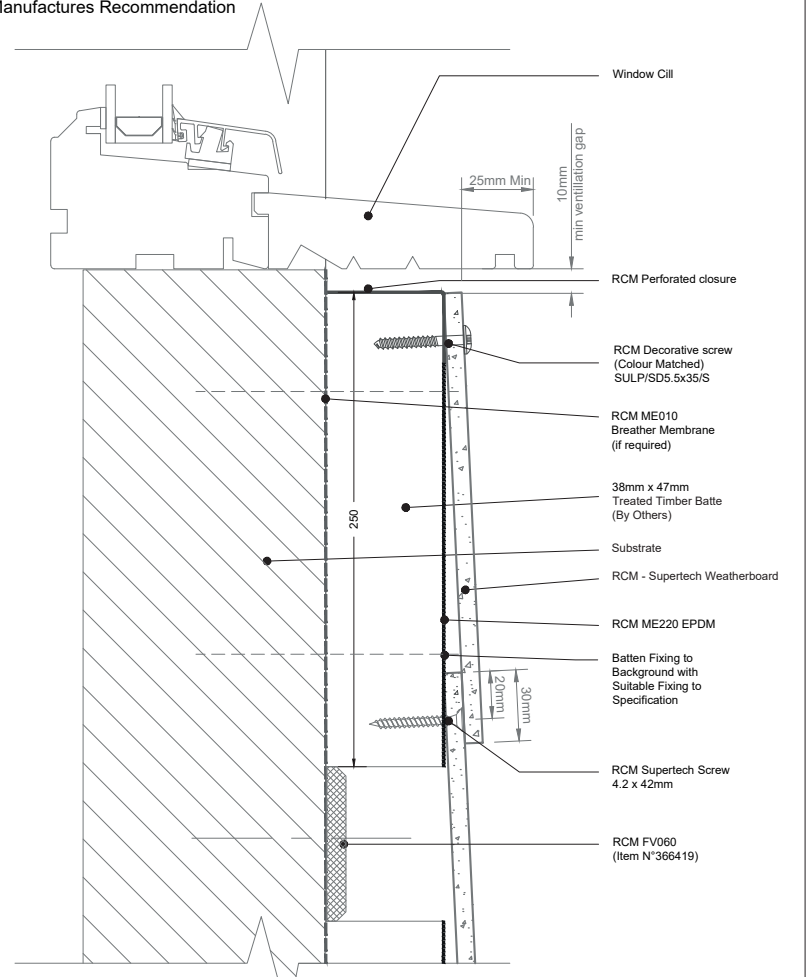 Manufactures Recommendation
Window Cill
25mm Min
10mm
min ventillation gap
RCM Perforated closure
RCM Decorative screw
(Colour Matched)
SULP/SD5.5x35/S
RCM ME010
Breather Membrane
(if required)
38mm x 47mm
Treated Timber Batte
(By Others)
250
Substrate
RCM - Supertech Weatherboard
RCM ME220 EPDM
Batten Fixing to
Background with
Suitable Fixing to
Specification
20mm
30mm
RCM Supertech Screw
4.2 x 42mm
RCM FV060
(Item N°366419)